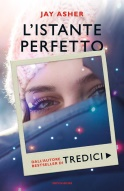 JAY ASHER
L'ISTANTE
PERFETTO
DALL'AUTORE
BESTSELLER DI
TREDICI